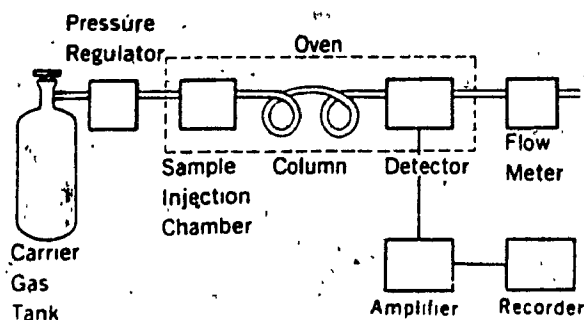 Pressure
Regulator
Oven
Sample
Injection
Chamber
Column
Detector
Flow
Meter
Carrier
Gas
Tank
Amplifier
Recorder